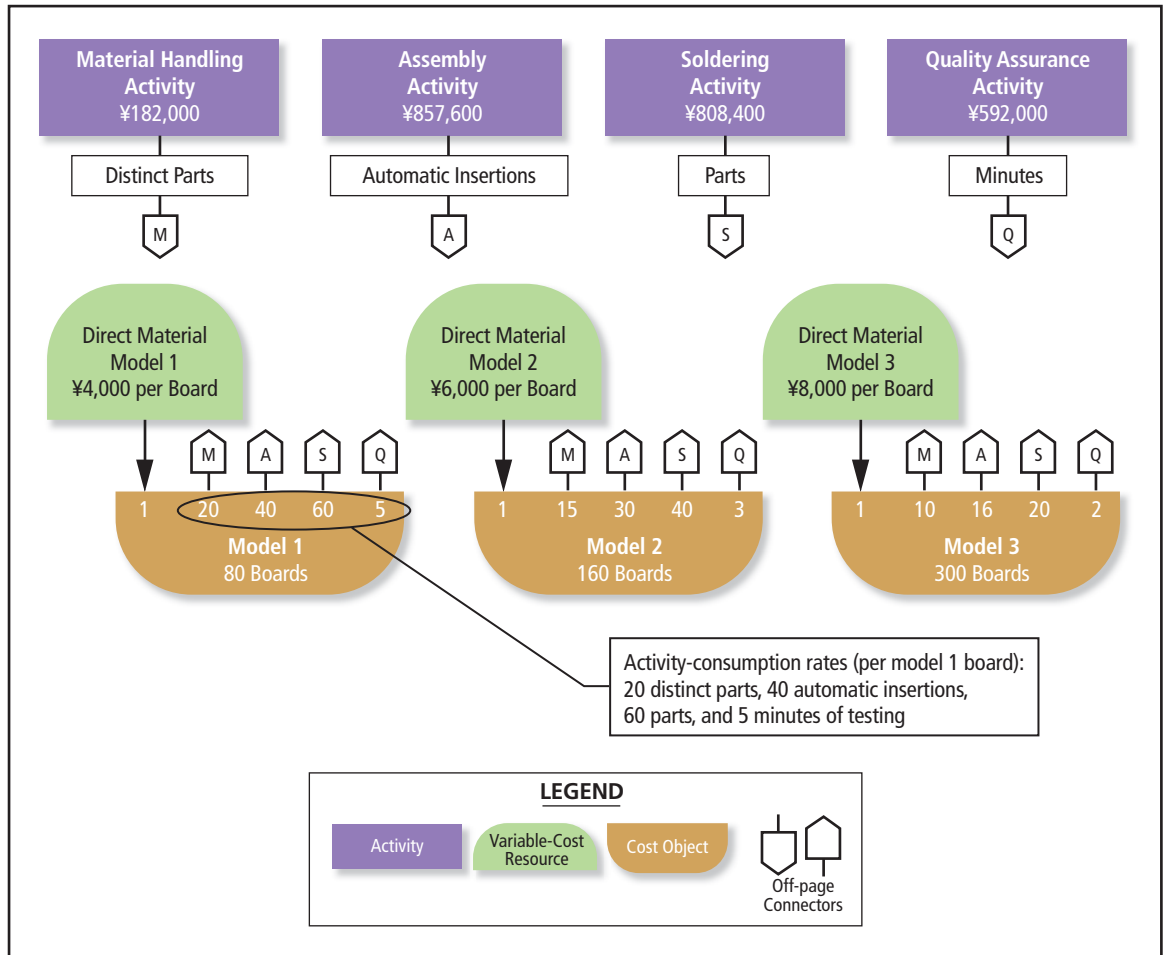 Material Handling
Activity
¥182,000
Assembly
Activity
¥857,600
Soldering
Activity
¥808,400
Quality Assurance
Activity
¥592,000
Distinct Parts
Automatic Insertions
Parts
Minutes
M
A
S
Q
Direct Material
Model 1
¥4,000 per Board
Direct Material
Model 2
¥6,000 per Board
Direct Material
Model 3
¥8,000 per Board
M A S Q
M A S Q
M A S Q
1 20 40 60 5
Model 1
80 Boards
1 15 30 40 3
Model 2
160 Boards
1 10 16 20 2
Model 3
300 Boards
Activity-consumption rates (per model 1 board):
20 distinct parts, 40 automatic insertions,
60 parts, and 5 minutes of testing
LEGEND
Activity
Variable-Cost
Resource
Cost Object
Off-page
Connectors